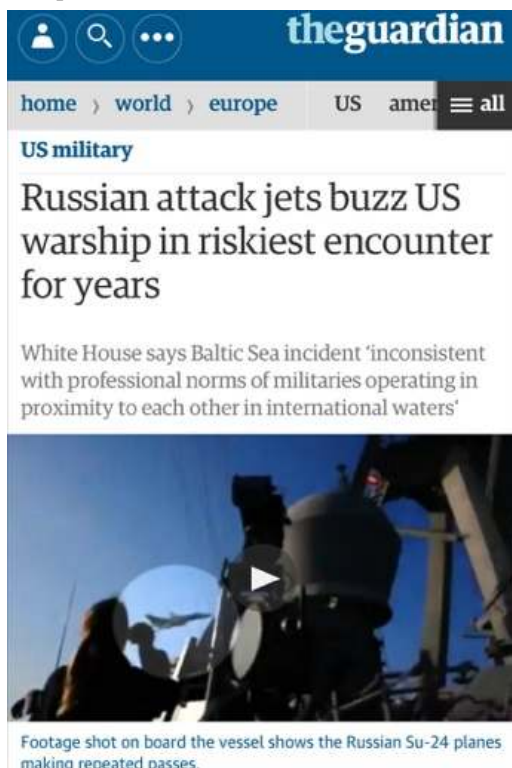 theguardian
home › world › europe US amer all
US military
Russian attack jets buzz US
warship in riskiest encounter
for years
White House says Baltic Sea incident ‘inconsistent
with professional norms of militaries operating in
proximity to each other in international waters’
Footage shot on board the vessel shows the Russian Su-24 planes
making repeated passes.